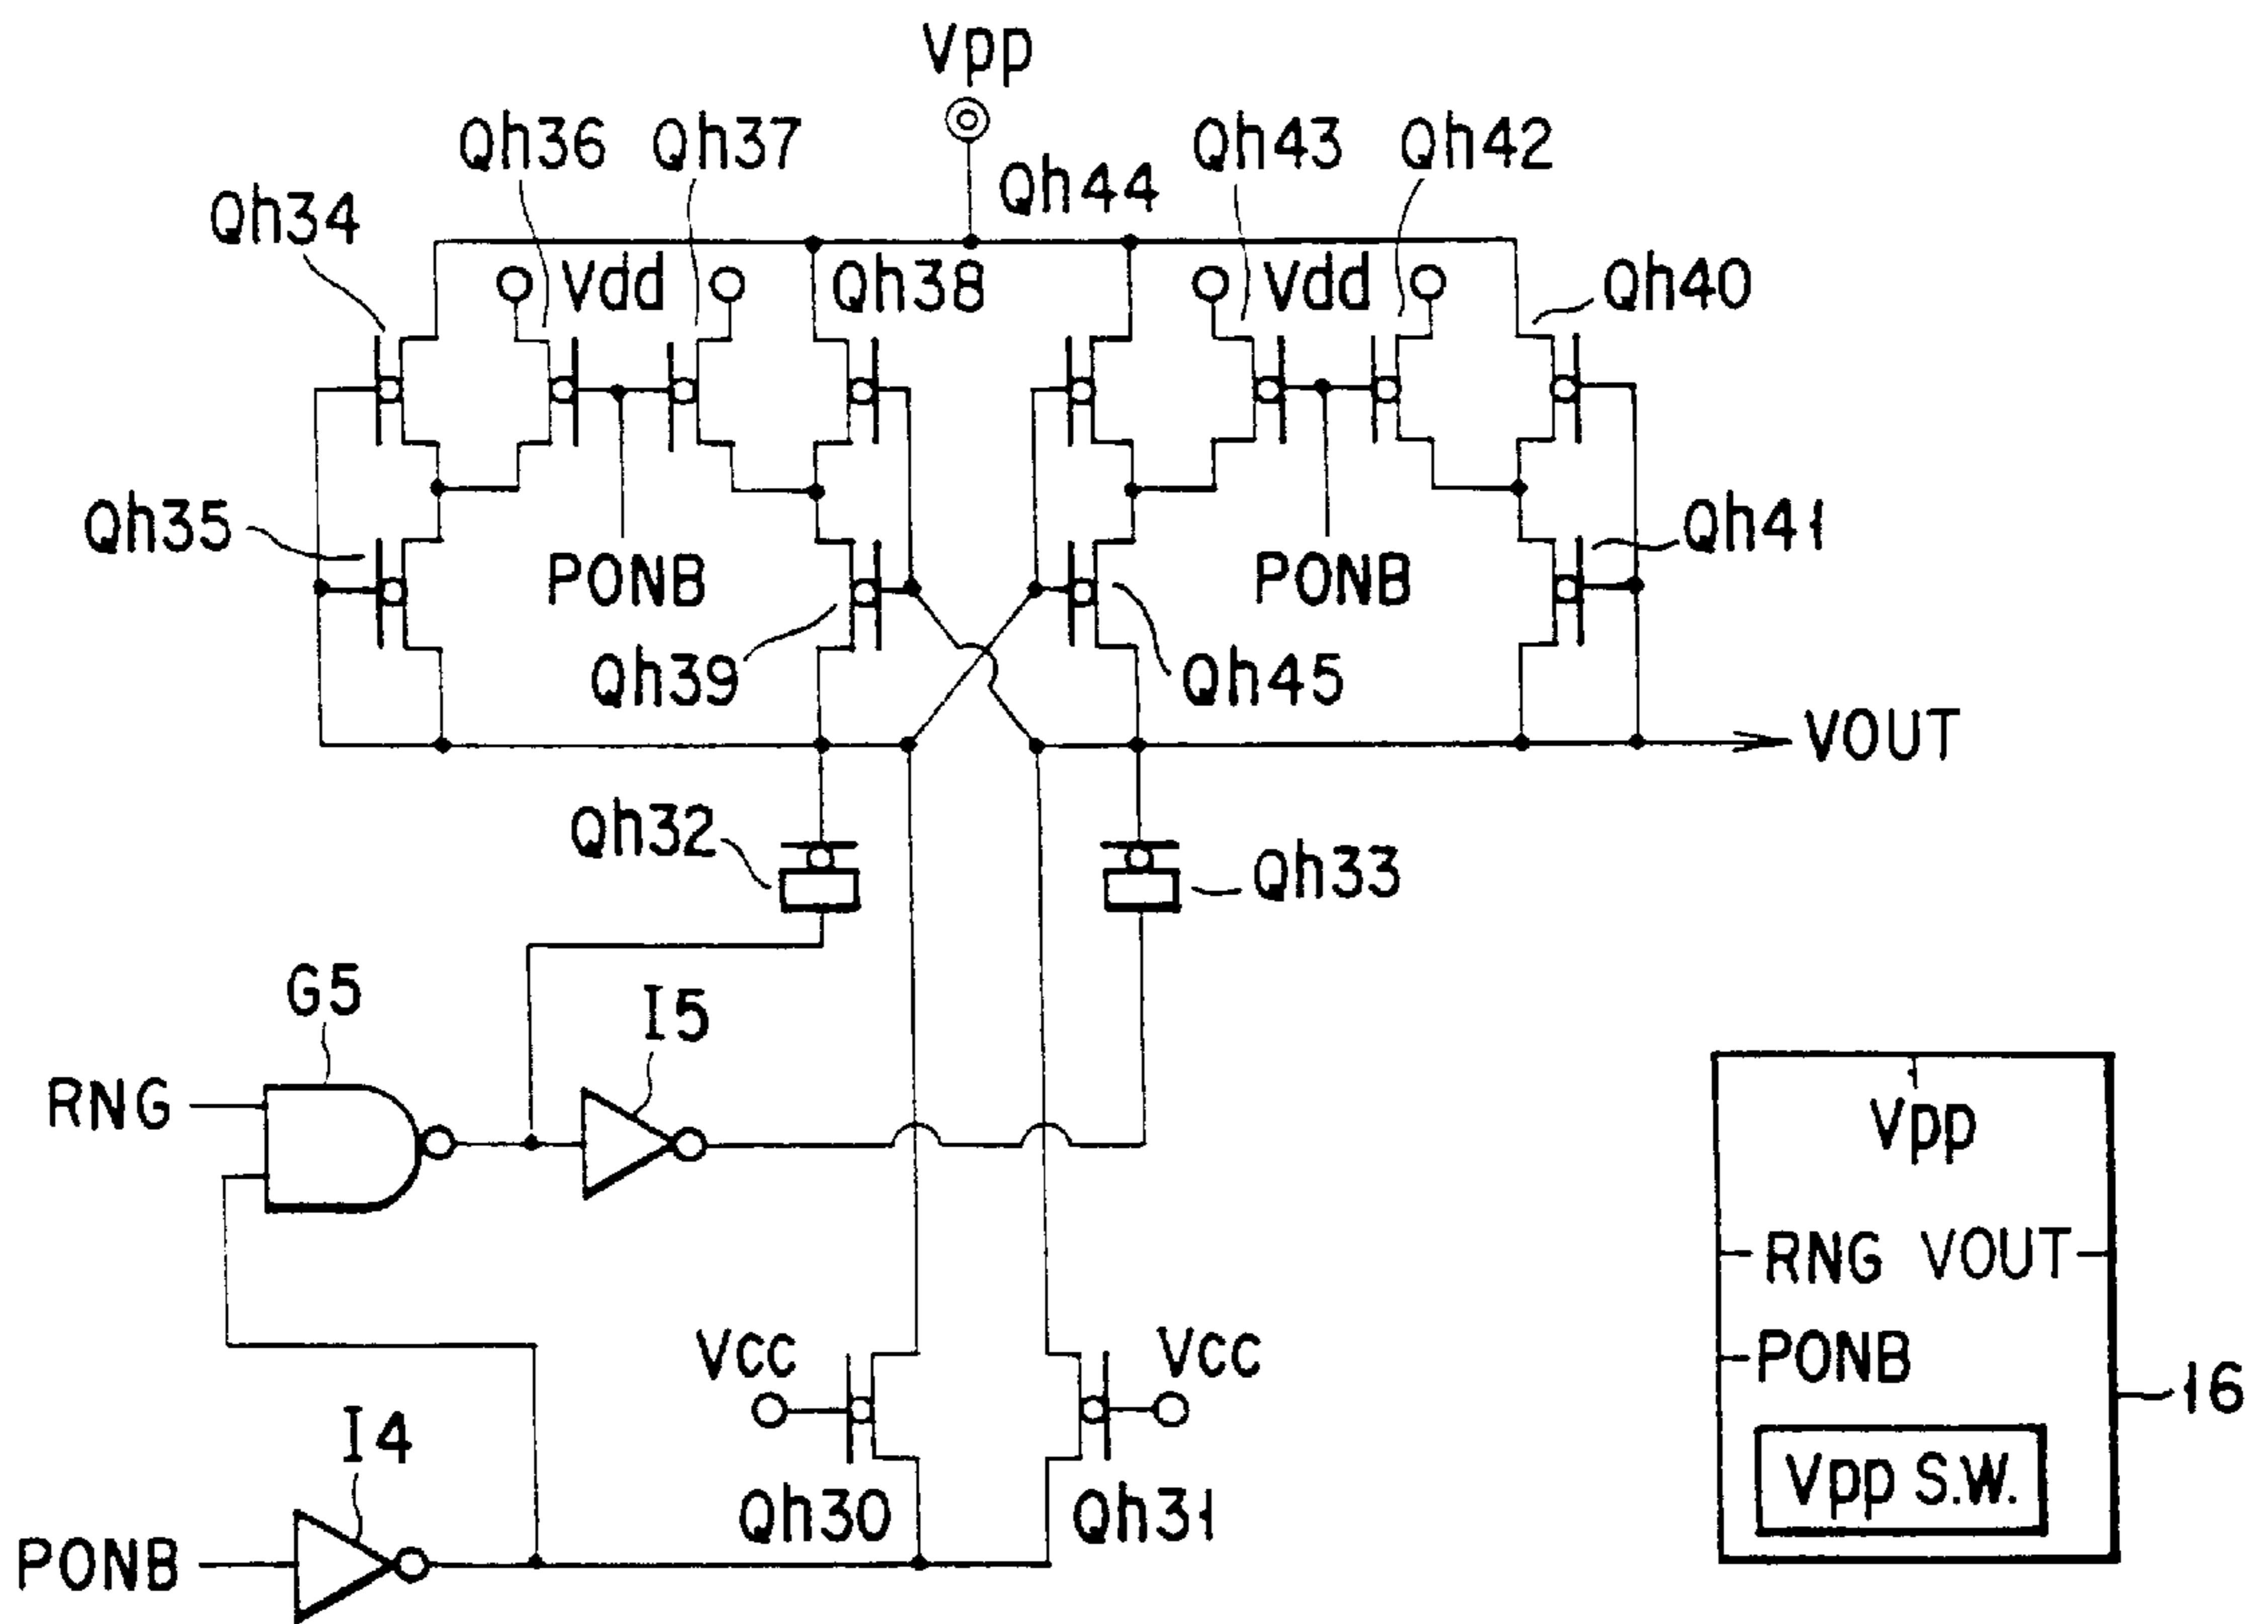 Vpp
Qh36 Qh37 Qh43 Qh42
Qh34 Qh44
Vdd Qh38 Vdd Qh40
Qh35 PONB PONB Qh41
Qh39 Qh45
VOUT
Qh32 Qh33
G5 I5
RNG
Vpp
RNG VOUT
Vcc Vcc PONB
16
I4
Qh30 Qh31 Vpp S.W.
PONB